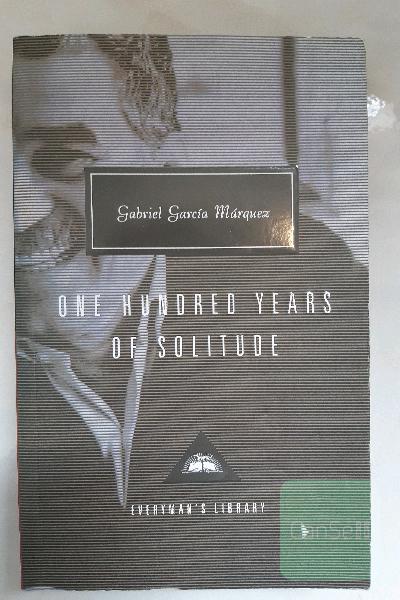 Gabriel García Márquez
ONE HUNDRED YEARS
OF SOLITUDE
EVERYMAN'S LIBRARY